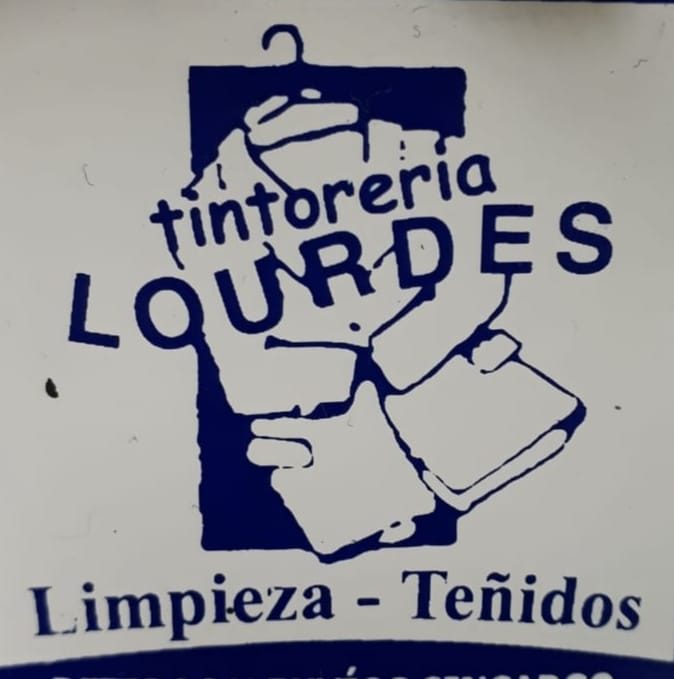 tintoreria
LOURDES
Limpieza - Teñidos